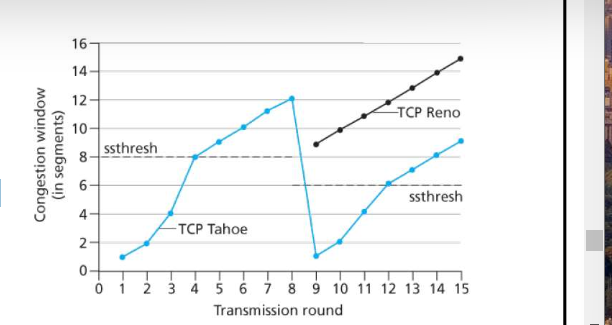 16
14
12
10
8
6
4
2
0
Congestion window
(in segments)
ssthresh
TCP Reno
ssthresh
TCP Tahoe
0 1 2 3 4 5 6 7 8 9 10 11 12 13 14 15
Transmission round